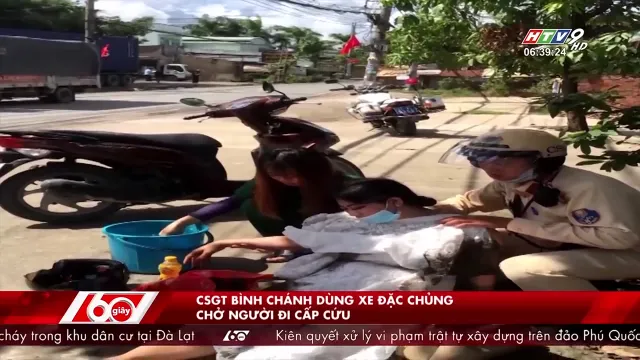 HTV9 HD
06:39:24
60 giây
CSGT BÌNH CHÁNH DÙNG XE ĐẶC CHỦNG
CHỞ NGƯỜI ĐI CẤP CỨU
cháy trong khu dân cư tại Đà Lạt 60 Kiên quyết xử lý vi phạm trật tự xây dựng trên đảo Phú Quốc